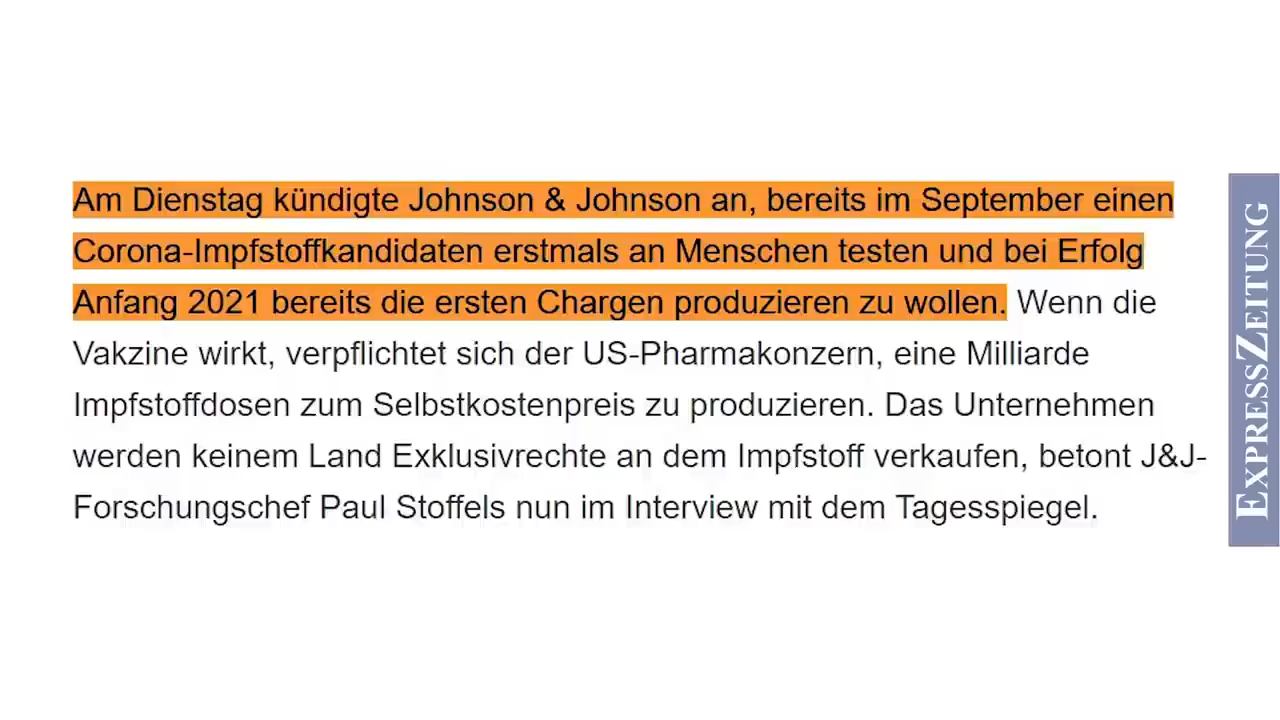 Am Dienstag kündigte Johnson & Johnson an, bereits im September einen
Corona-Impfstoffkandidaten erstmals an Menschen testen und bei Erfolg
Anfang 2021 bereits die ersten Chargen produzieren zu wollen. Wenn die
Vakzine wirkt, verpflichtet sich der US-Pharmakonzern, eine Milliarde
Impfstoffdosen zum Selbstkostenpreis zu produzieren. Das Unternehmen
werden keinem Land Exklusivrechte an dem Impfstoff verkaufen, betont J&J-
Forschungschef Paul Stoffels nun im Interview mit dem Tagesspiegel.
EXPRESSZEITUNG